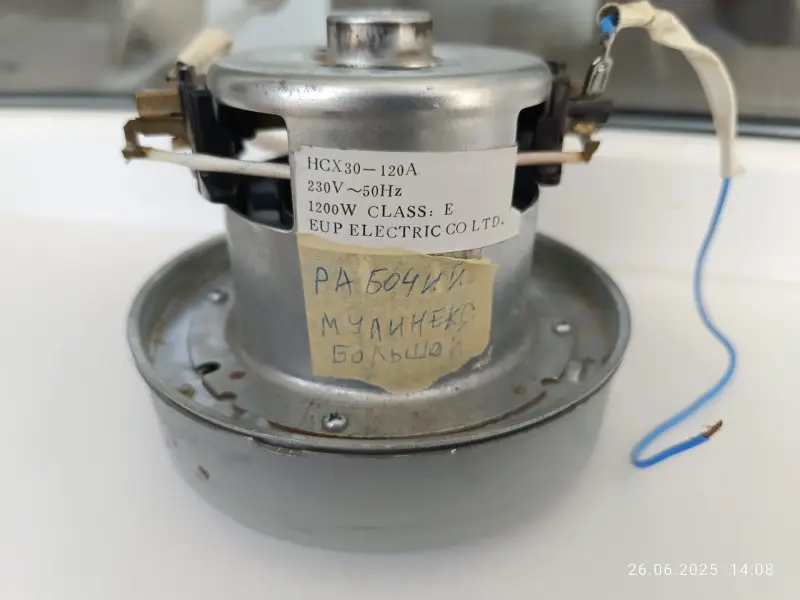 HCX30-120A
230V~50Hz
1200W CLASS: E
EUP ELECTRIC CO LTD.
РАБОЧИЙ
МУЛИНЕКС
БОЛЬШОЙ
26.06.2025 14:08